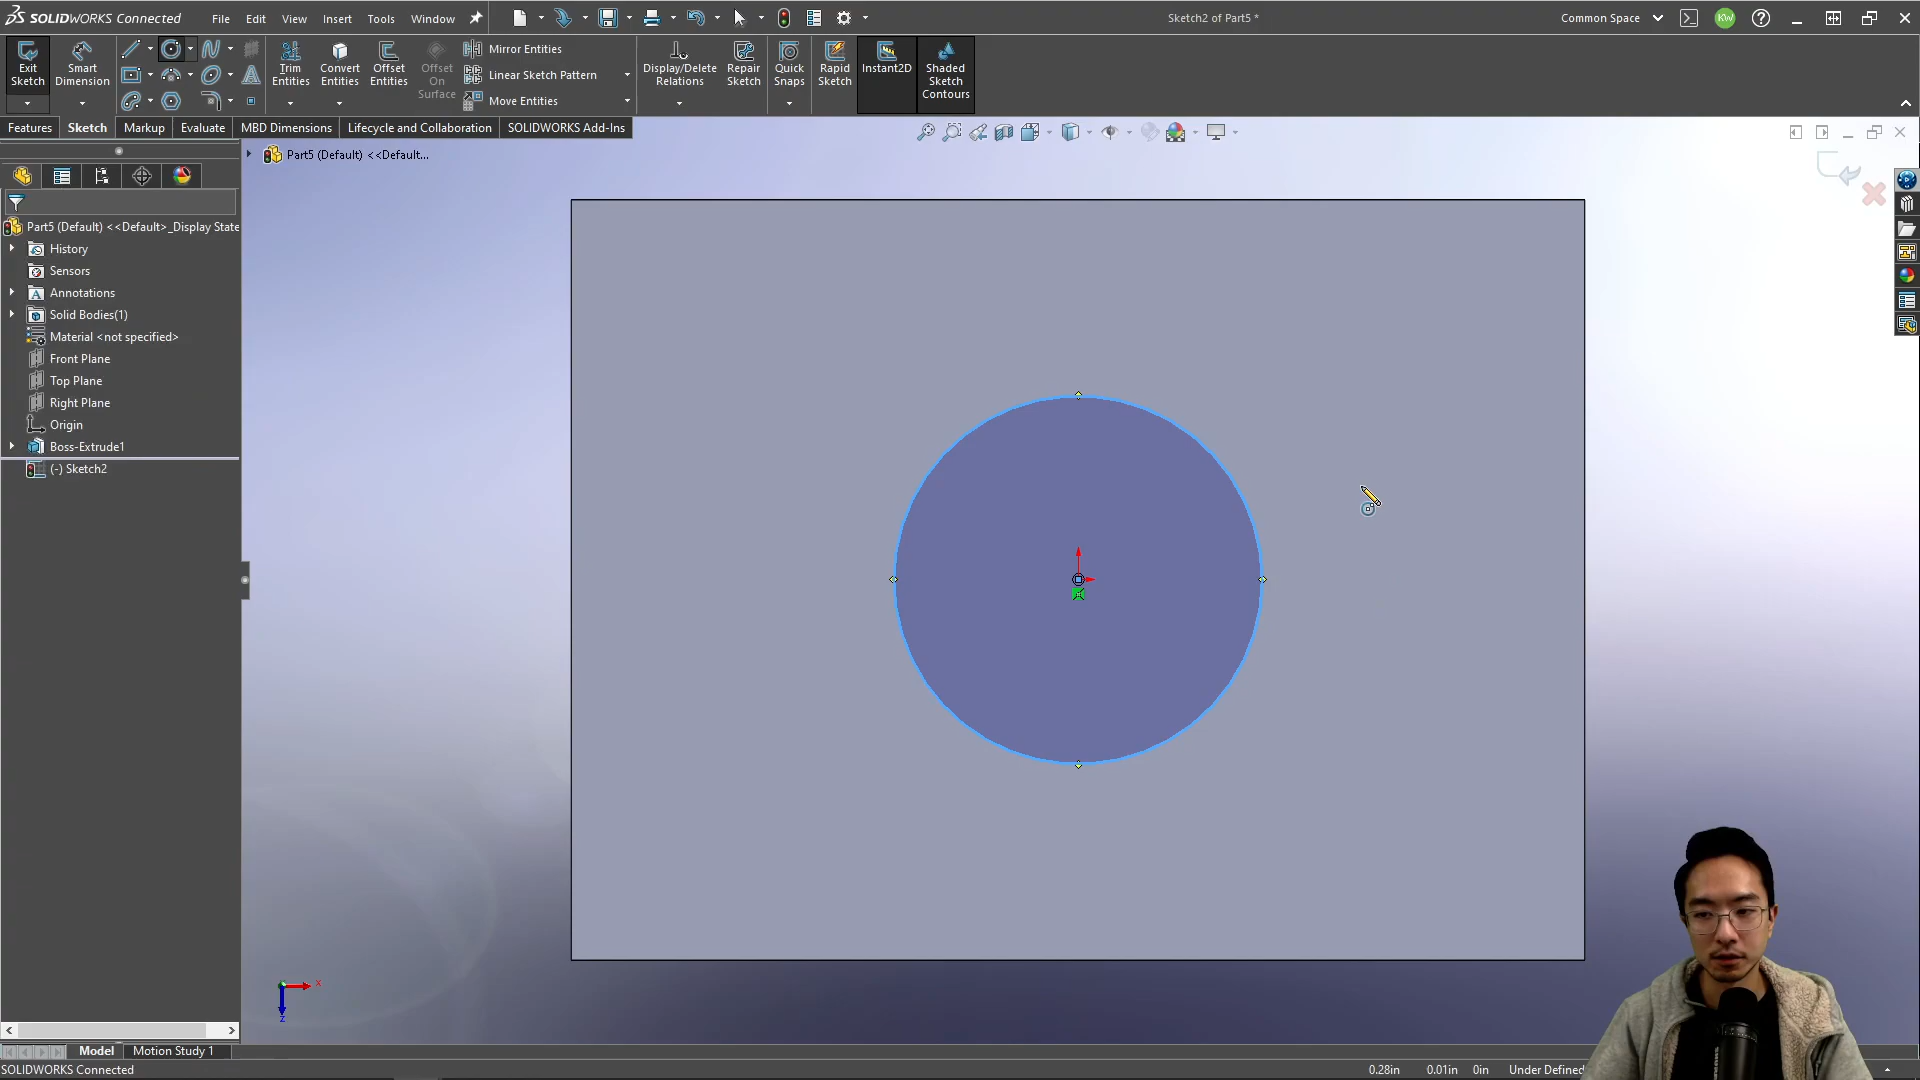 SOLIDWORKS Connected
File Edit View Insert Tools Window
Sketch2 of Part5 *
Common Space
KW
Exit Sketch
Smart Dimension
Trim Entities
Convert Entities
Offset Entities
Offset On Surface
Mirror Entities
Linear Sketch Pattern
Move Entities
Display/Delete Relations
Repair Sketch
Quick Snaps
Rapid Sketch
Instant2D
Shaded Sketch Contours
Features Sketch Markup Evaluate MBD Dimensions Lifecycle and Collaboration SOLIDWORKS Add-Ins
Part5 (Default) <<Default...
Part5 (Default) <<Default>_Display State
History
Sensors
Annotations
Solid Bodies(1)
Material <not specified>
Front Plane
Top Plane
Right Plane
Origin
Boss-Extrude1
(-) Sketch2
X
Z
Model Motion Study 1
SOLIDWORKS Connected
0.28in 0.01in 0in Under Defined